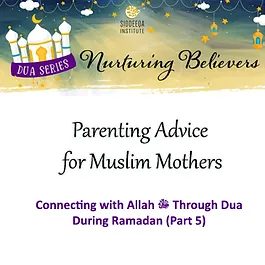 SIDDEEQA
INSTITUTE
DUA SERIES
Nurturing Believers
Parenting Advice
for Muslim Mothers
Connecting with Allah ﷻ Through Dua
During Ramadan (Part 5)